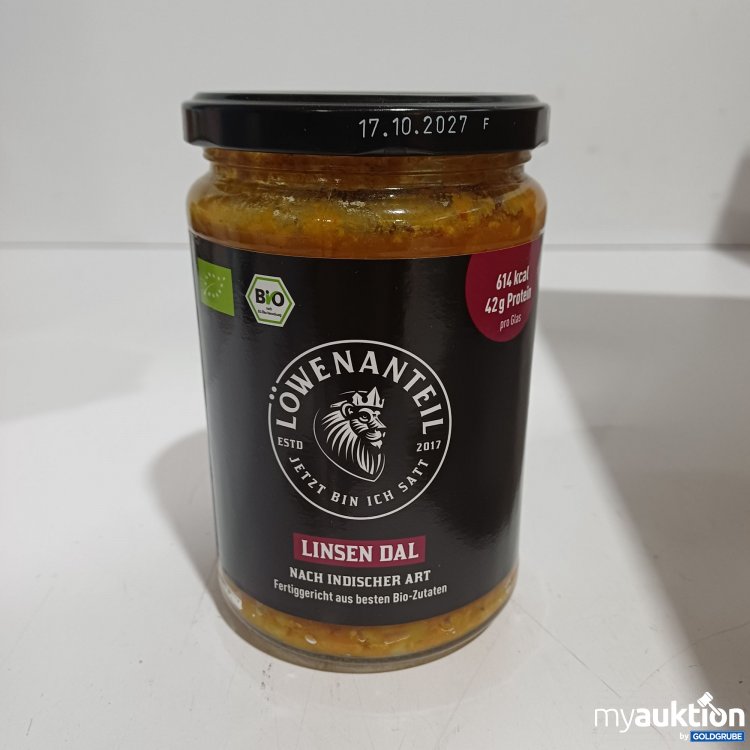 17.10.2027 F
BiO
nach
614 kcal
42g Protein
pro Glas
LÖWENANTEIL
ESTD 2017
JETZT BIN ICH SATT
LINSEN DAL
NACH INDISCHER ART
Fertiggericht aus besten Bio-Zutaten
myauktion
by GOLDGRUBE